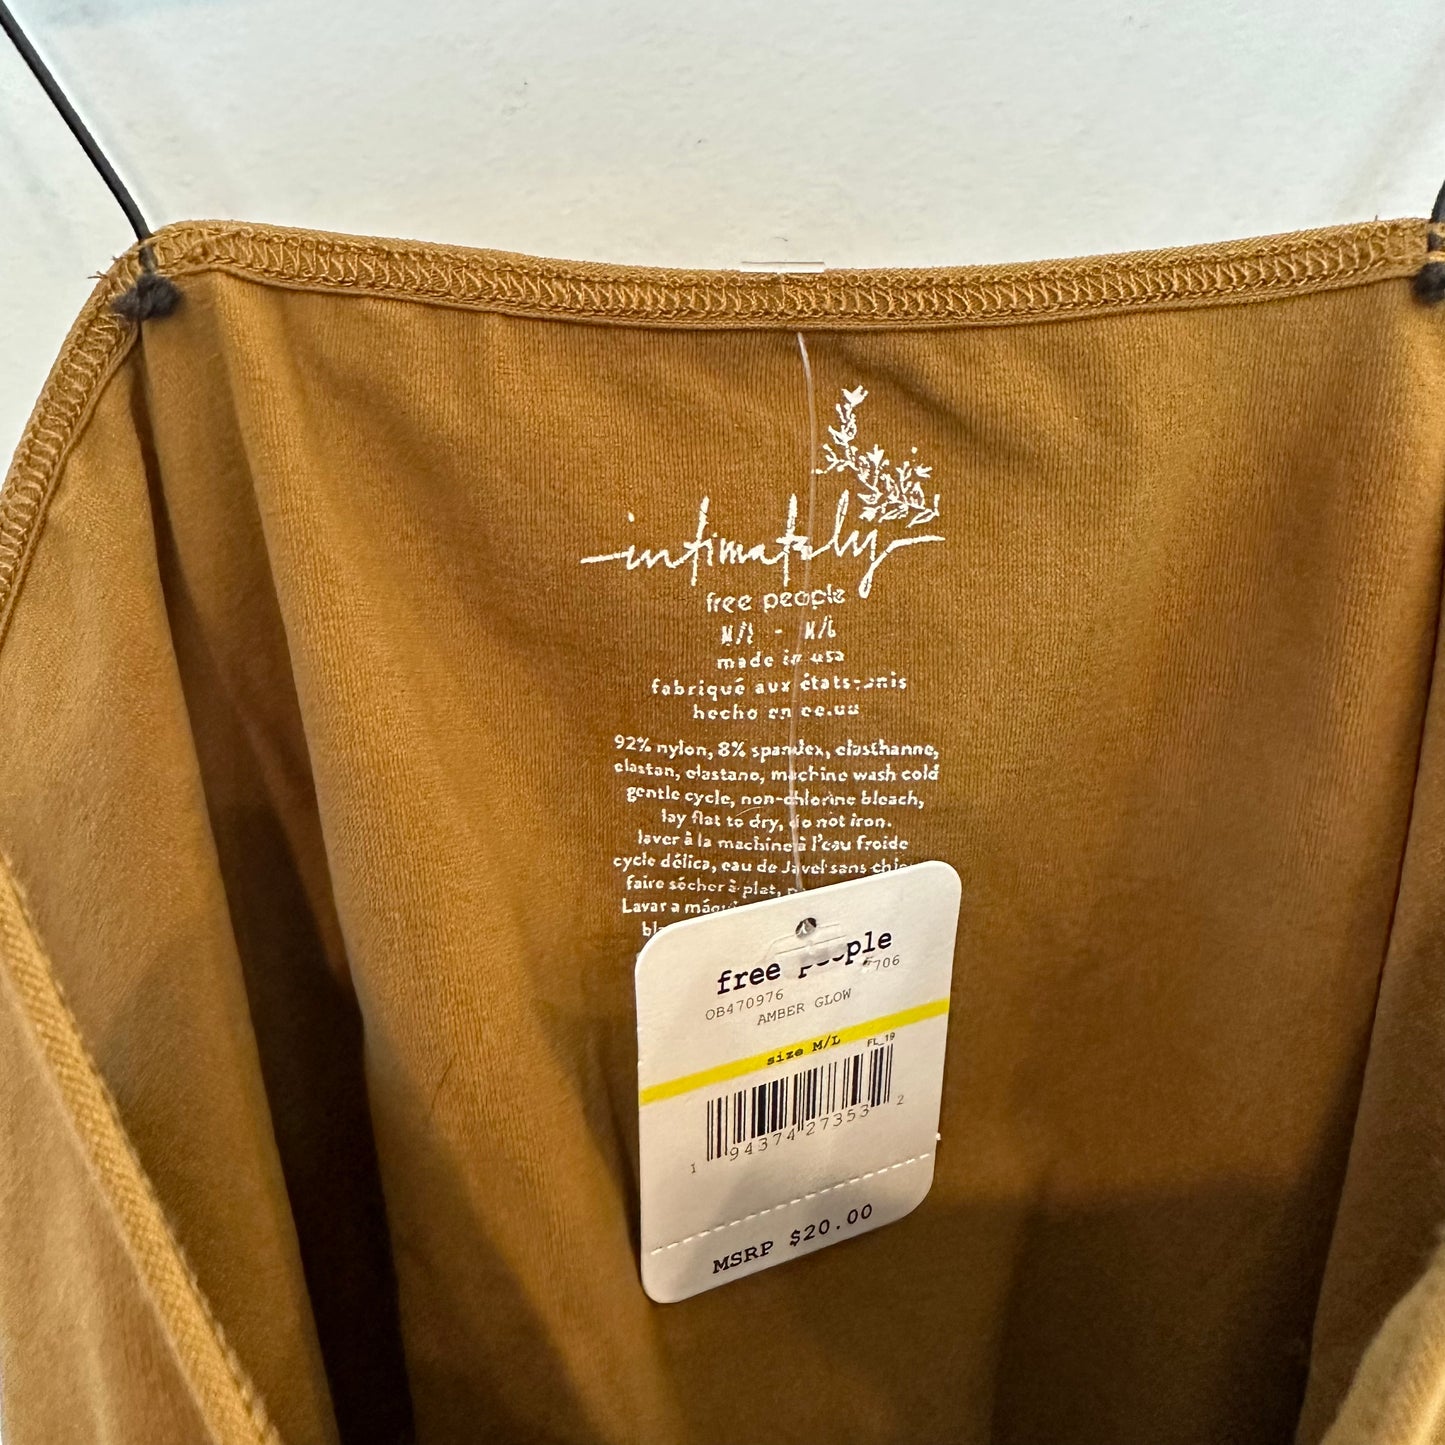 intimately
free people
M/L - M/L
made in usa
fabriqué aux états-unis
hecho en ee.uu
92% nylon, 8% spandex, elasthanne,
elastan, elastano, machine wash cold
gentle cycle, non-chlorine bleach,
lay flat to dry, do not iron.
laver à la machine à l'eau froide
cycle délica, eau de Javel sans
faire sécher à plat,
Lavar a
free people
OB470976
AMBER GLOW
size M/L FL_19
1 94374 27353 2
MSRP $20.00